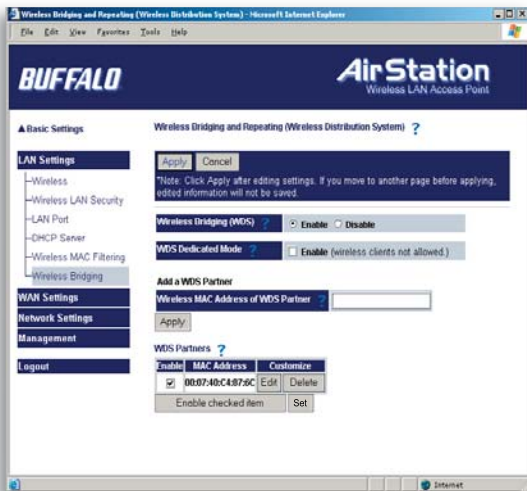 Wireless Bridging and Repeating (Wireless Distribution System) - Microsoft Internet Explorer
File Edit View Favorites Tools Help
BUFFALO
AirStation
Wireless LAN Access Point
▲Basic Settings
Wireless Bridging and Repeating (Wireless Distribution System) ?
LAN Settings
Wireless
Wireless LAN Security
LAN Port
DHCP Server
Wireless MAC Filtering
Wireless Bridging
WAN Settings
Network Settings
Management
Logout
Apply Cancel
*Note: Click Apply after editing settings. If you move to another page before applying,
edited information will not be saved.
Wireless Bridging (WDS) ? Enable Disable
WDS Dedicated Mode ? Enable (wireless clients not allowed.)
Add a WDS Partner
Wireless MAC Address of WDS Partner ?
Apply
WDS Partners ?
Enable MAC Address Customize
00:07:40:C4:87:6C Edit Delete
Enable checked item Set
Internet